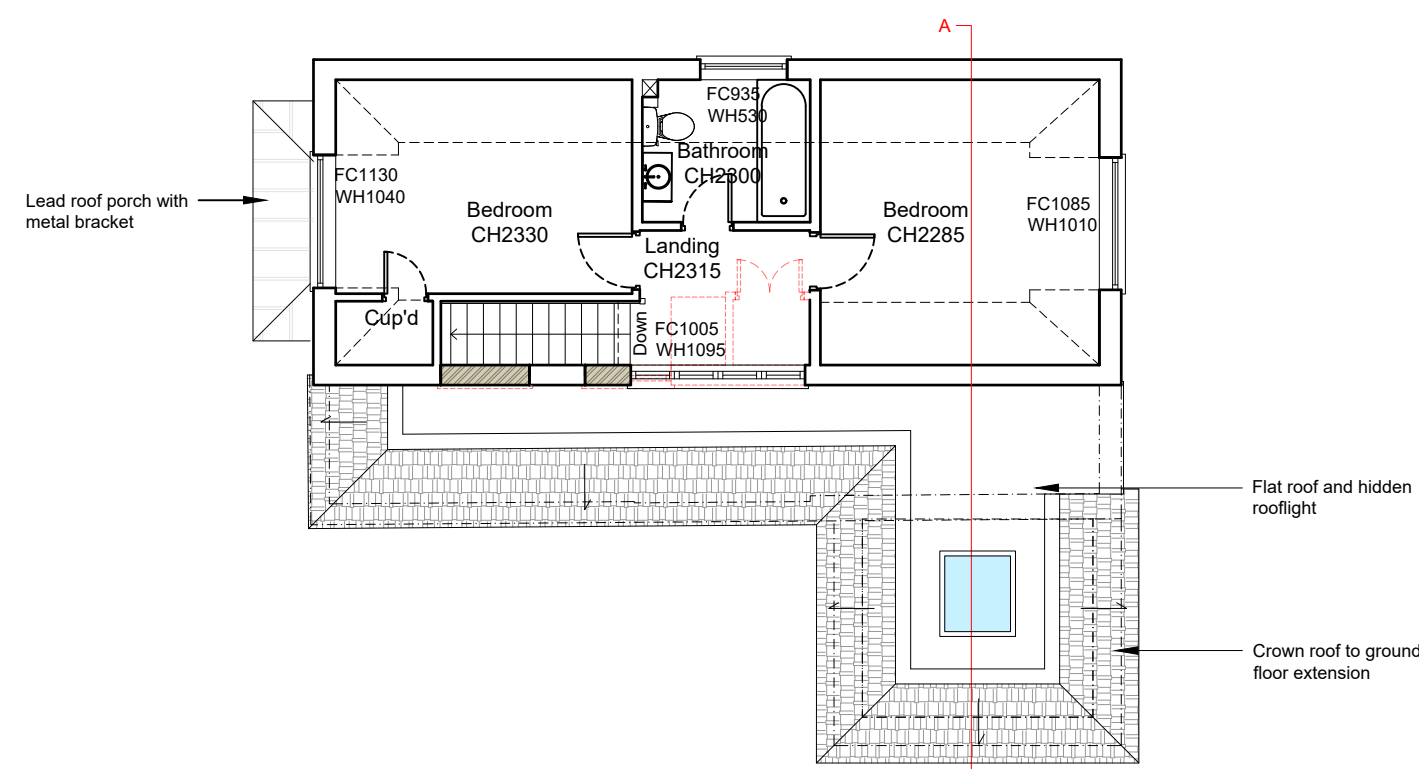 A
FC935
WH530
Bathroom
CH2300
FC1130
WH1040
Lead roof porch with
metal bracket
Bedroom
CH2330
Bedroom
CH2285
FC1085
WH1010
Landing
CH2315
Cup'd
Down
FC1005
WH1095
Flat roof and hidden
rooflight
Crown roof to ground
floor extension